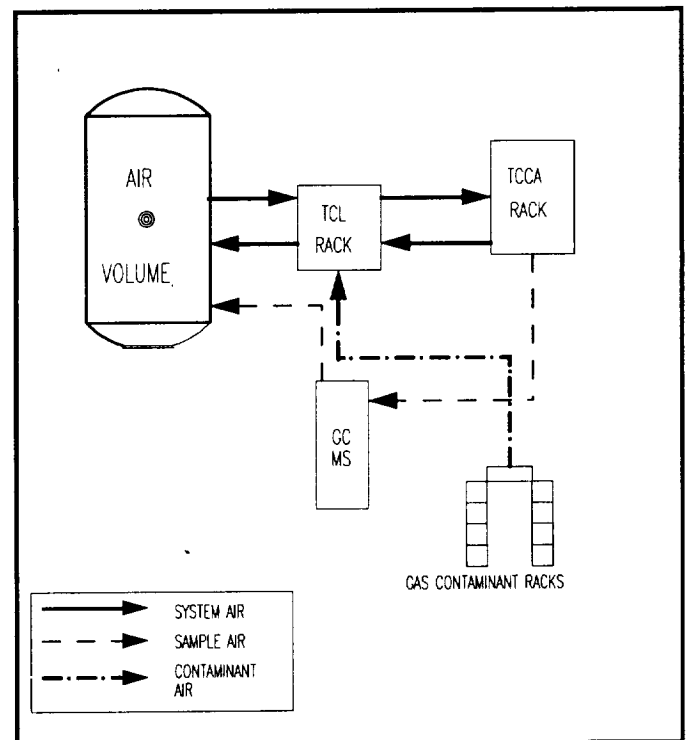 AIR
VOLUME
TCL
RACK
TCCA
RACK
GC
MS
GAS CONTAMINANT RACKS
SYSTEM AIR
SAMPLE AIR
CONTAMINANT
AIR